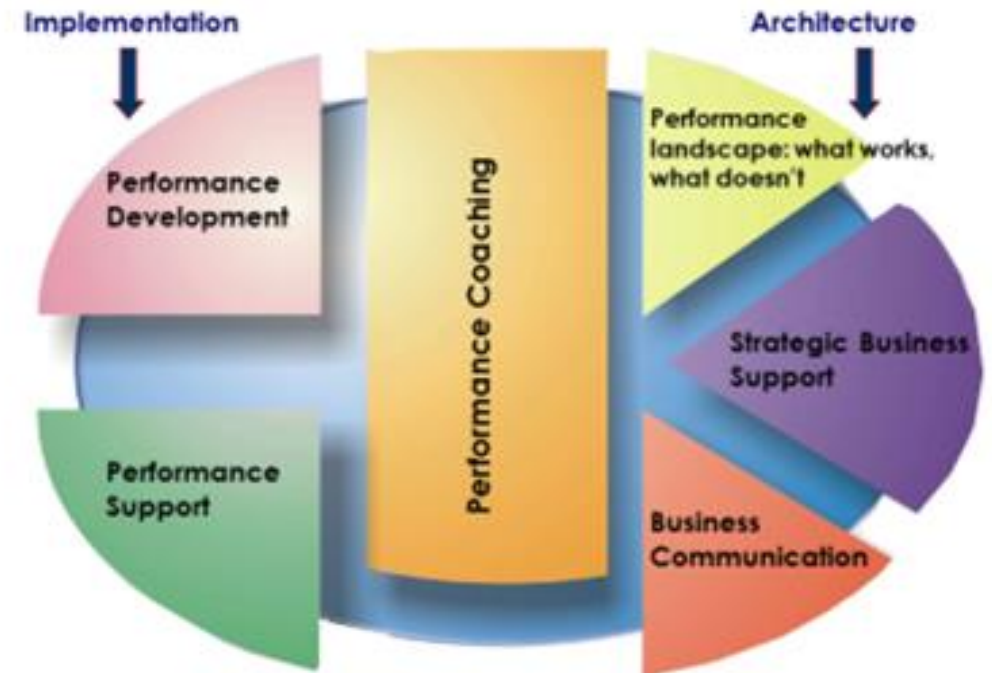 Implementation
Architecture
Performance
Development
Performance
Support
Performance Coaching
Performance
landscape: what works,
what doesn't
Strategic Business
Support
Business
Communication